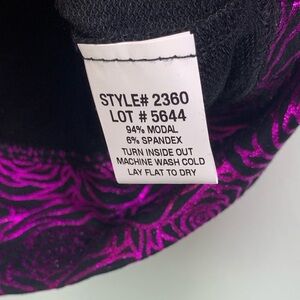 STYLE# 2360
LOT # 5644
94% MODAL
6% SPANDEX
TURN INSIDE OUT
MACHINE WASH COLD
LAY FLAT TO DRY